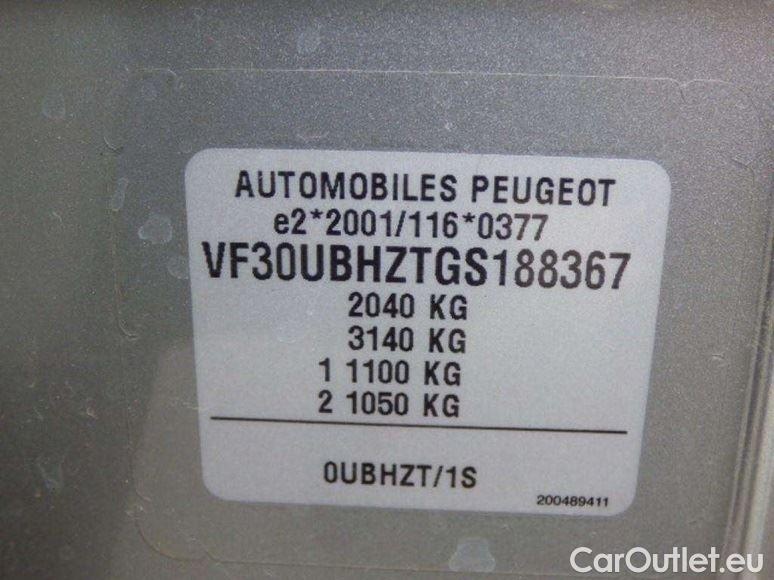 AUTOMOBILES PEUGEOT
e2*2001/116*0377
VF30UBHZTGS188367
2040 KG
3140 KG
1 1100 KG
2 1050 KG
0UBHZT/1S
200489411
CarOutlet.eu